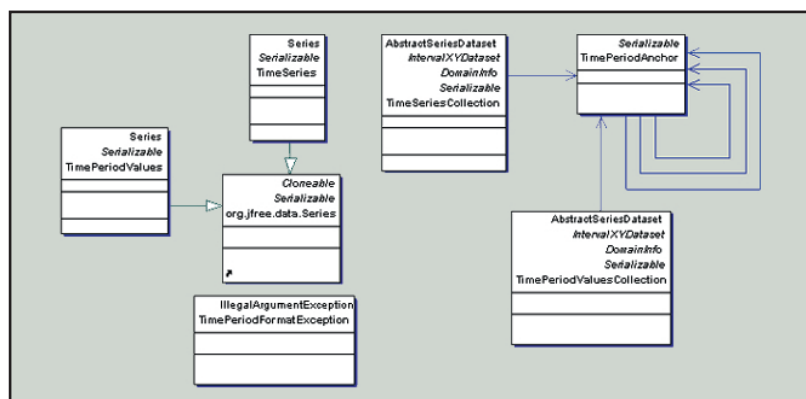 Series
Serializable
TimeSeries
AbstractSeriesDataset
IntervalXYDataset
DomainInfo
Serializable
TimeSeriesCollection
Serializable
TimePeriodAnchor
Series
Serializable
TimePeriodValues
Cloneable
Serializable
org.jfree.data.Series
AbstractSeriesDataset
IntervalXYDataset
DomainInfo
Serializable
TimePeriodValuesCollection
IllegalArgumentException
TimePeriodFormatException